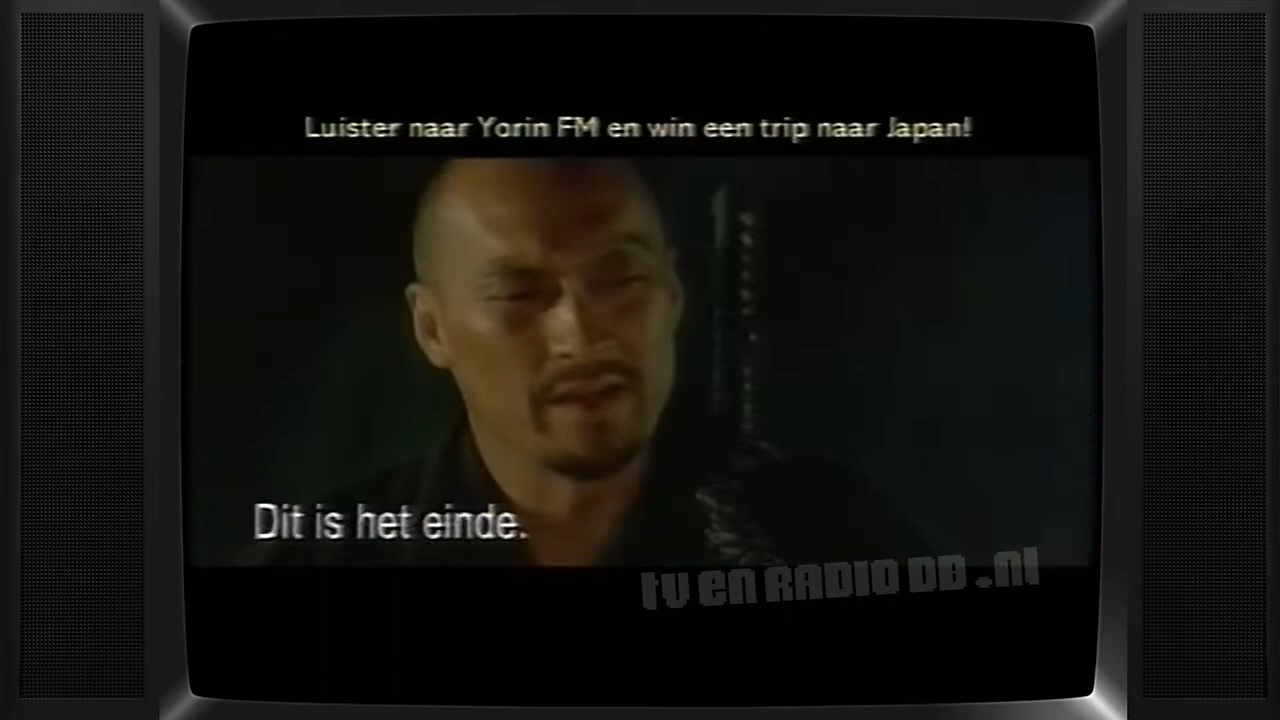 Luister naar Yorin FM en win een trip naar Japan!
Dit is het einde.
tv en RADIO DB .nl